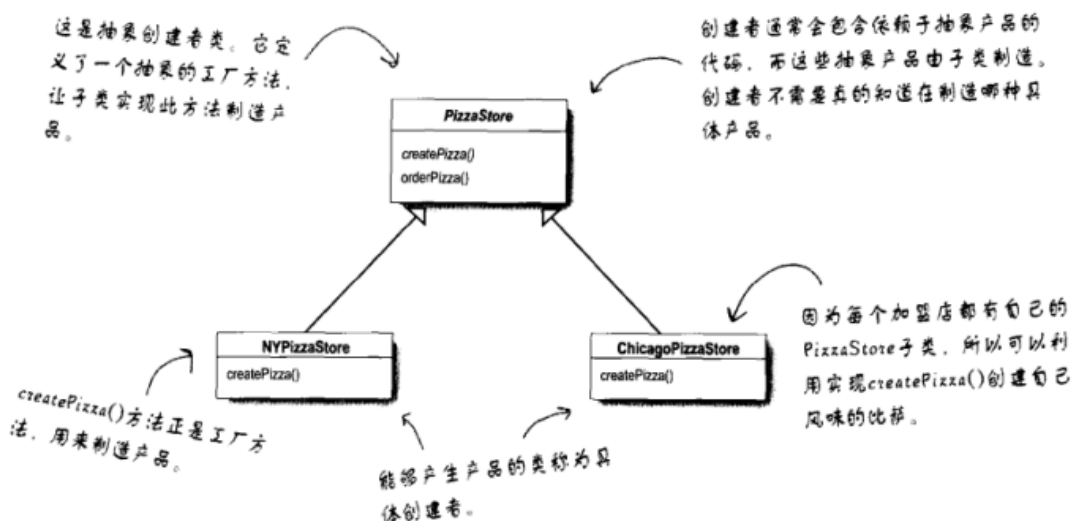 这是抽象创建者类。它定
义了一个抽象的工厂方法，
让子类实现此方法制造产
品。
创建者通常会包含依赖于抽象产品的
代码，而这些抽象产品由子类制造。
创建者不需要真的知道在制造哪种具
体产品。
PizzaStore
createPizza()
orderPizza()
NYPizzaStore
createPizza()
ChicagoPizzaStore
createPizza()
因为每个加盟店都有自己的
PizzaStore子类，所以可以利
用实现createPizza()创建自己
风味的比萨。
createPizza()方法正是工厂方
法，用来制造产品。
能够产生产品的类称为具
体创建者。